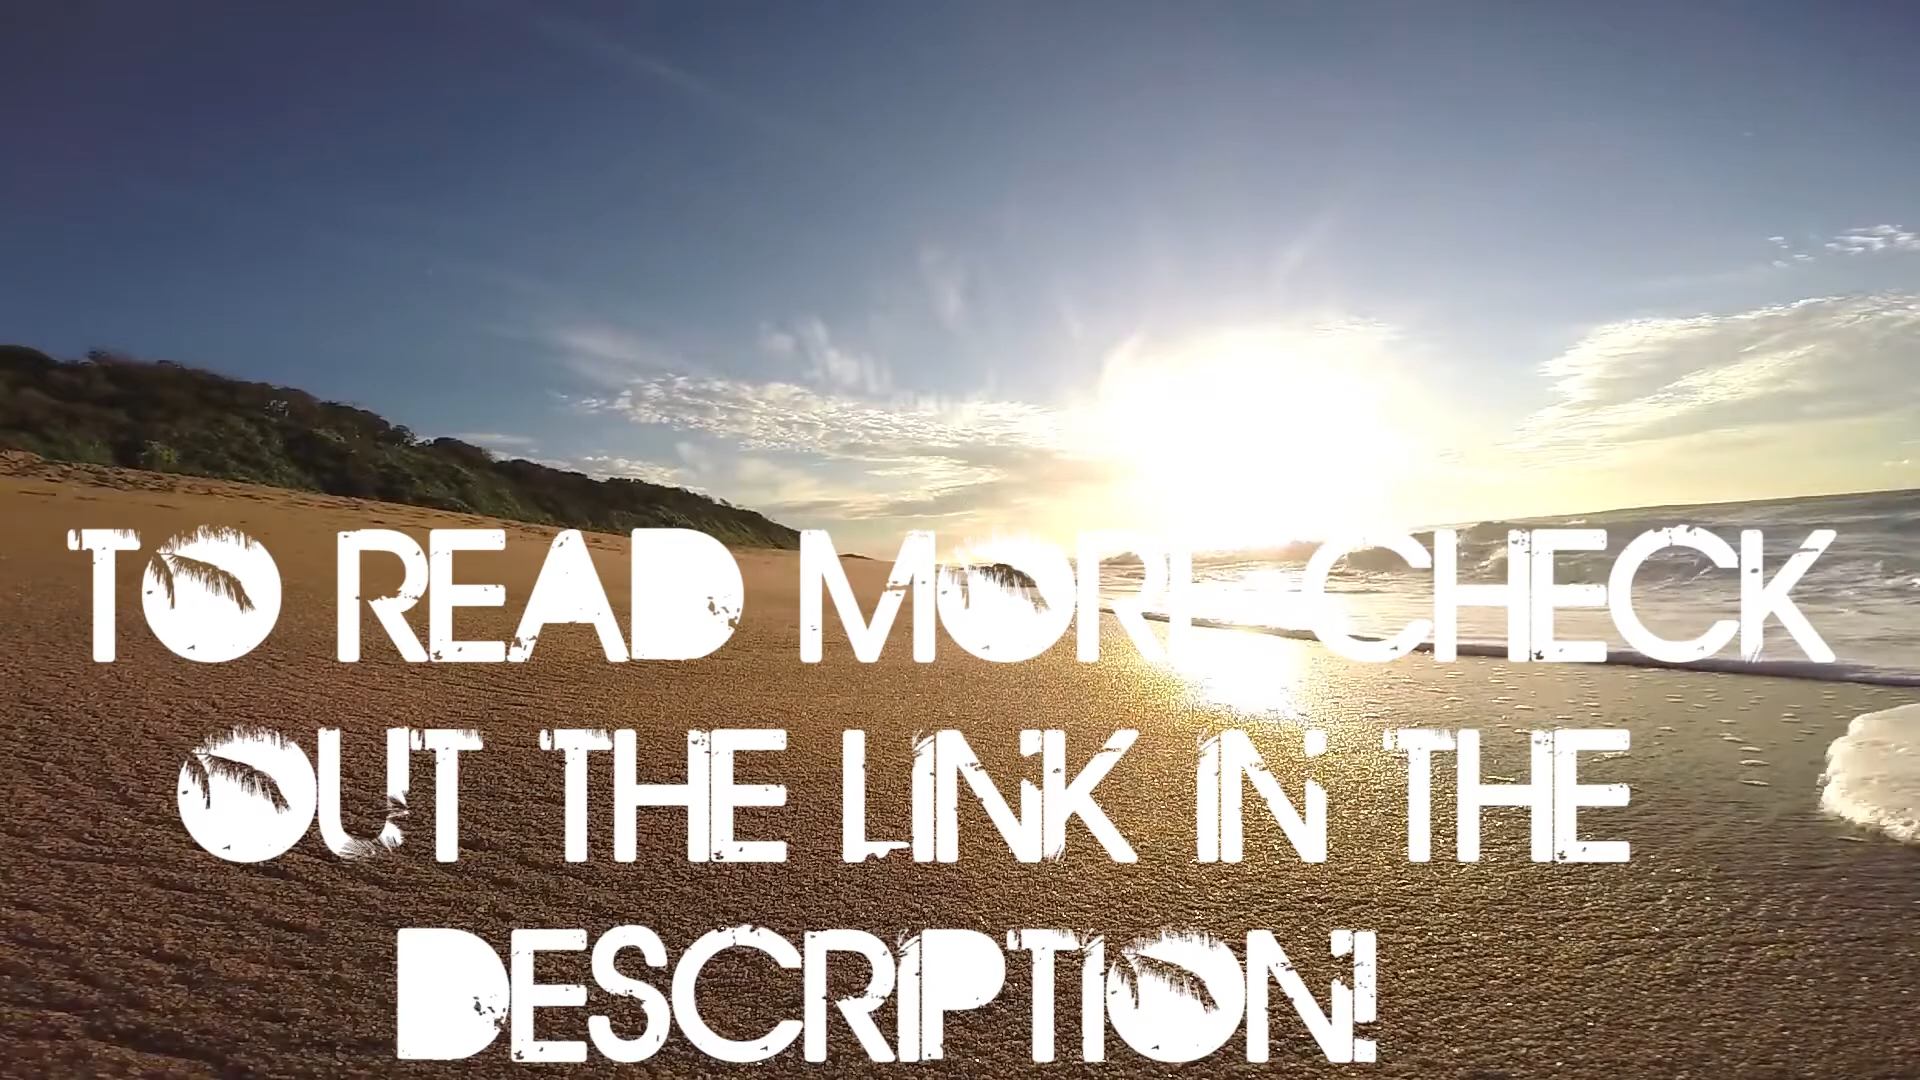 TO READ MORE CHECK
OUT THE LINK IN THE
DESCRIPTION!